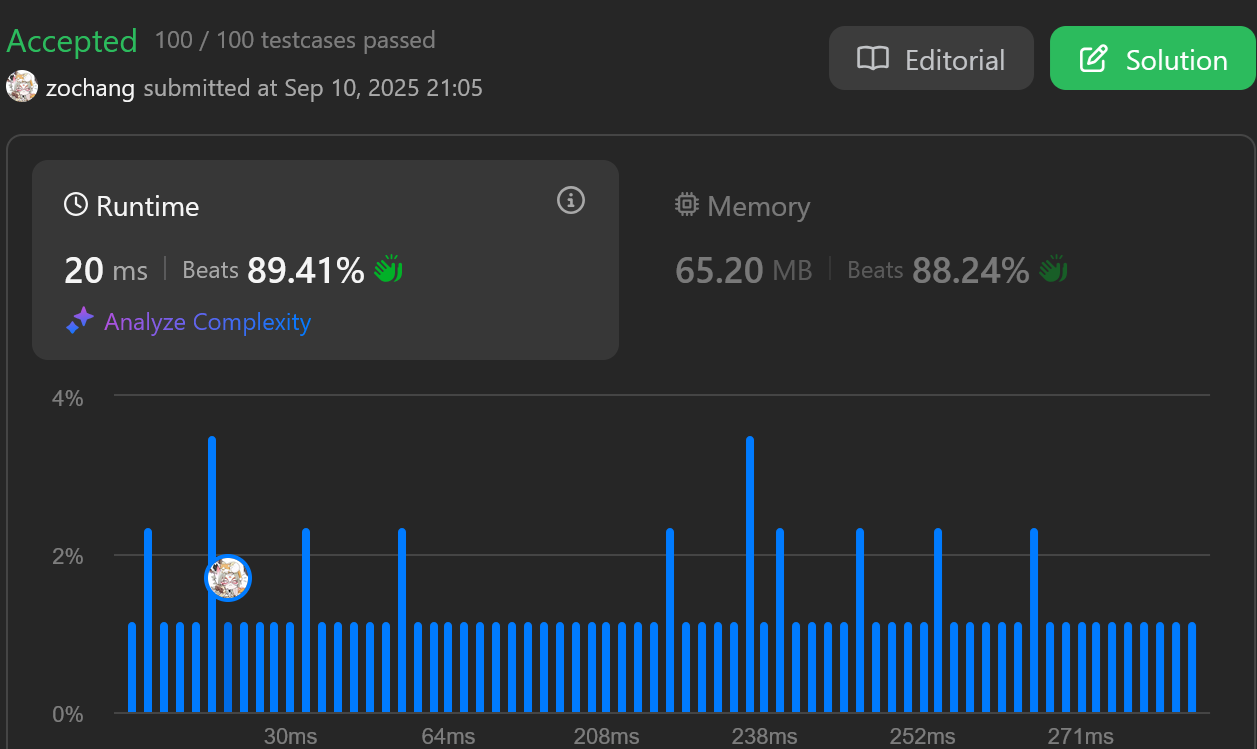 Accepted 100 / 100 testcases passed
zochang submitted at Sep 10, 2025 21:05
Editorial
Solution
Runtime
20 ms | Beats 89.41%
Analyze Complexity
Memory
65.20 MB | Beats 88.24%
4%
2%
0%
30ms 64ms 208ms 238ms 252ms 271ms